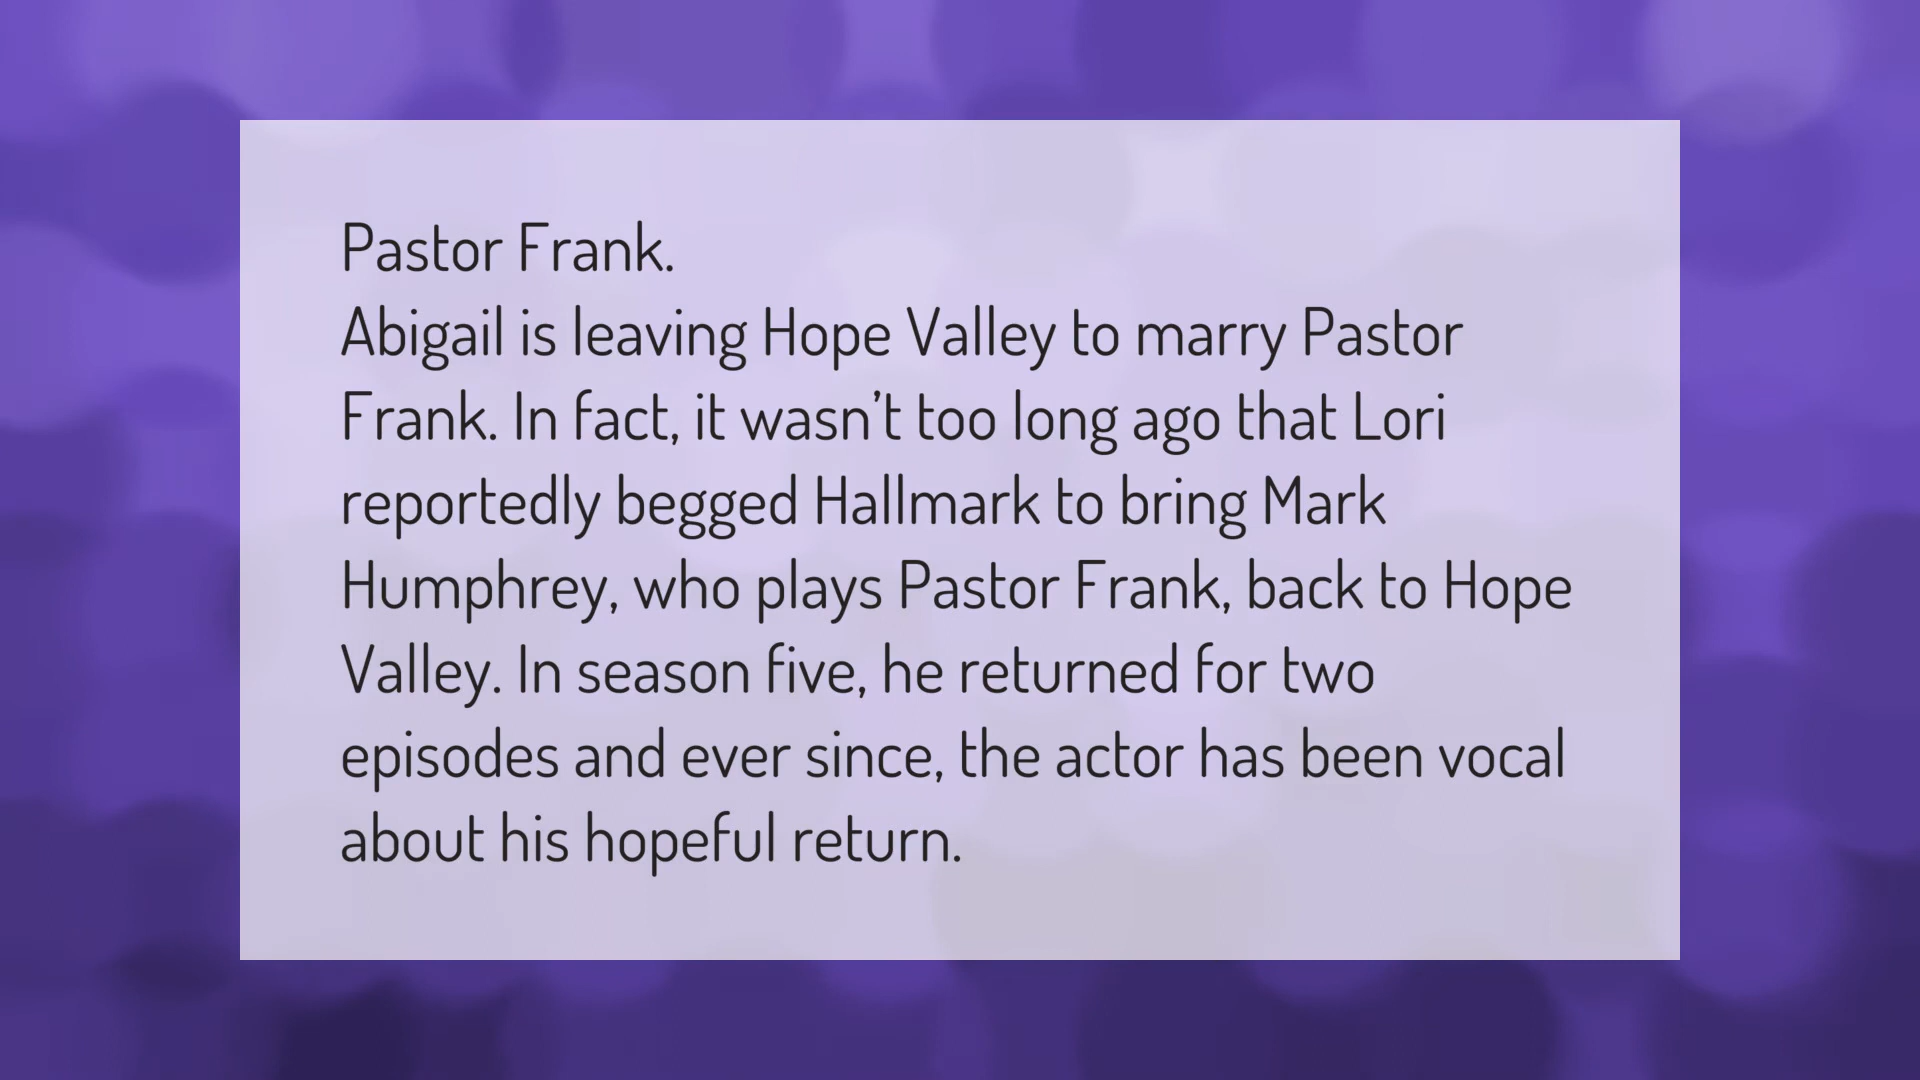 Pastor Frank.
Abigail is leaving Hope Valley to marry Pastor
Frank. In fact, it wasn’t too long ago that Lori
reportedly begged Hallmark to bring Mark
Humphrey, who plays Pastor Frank, back to Hope
Valley. In season five, he returned for two
episodes and ever since, the actor has been vocal
about his hopeful return.